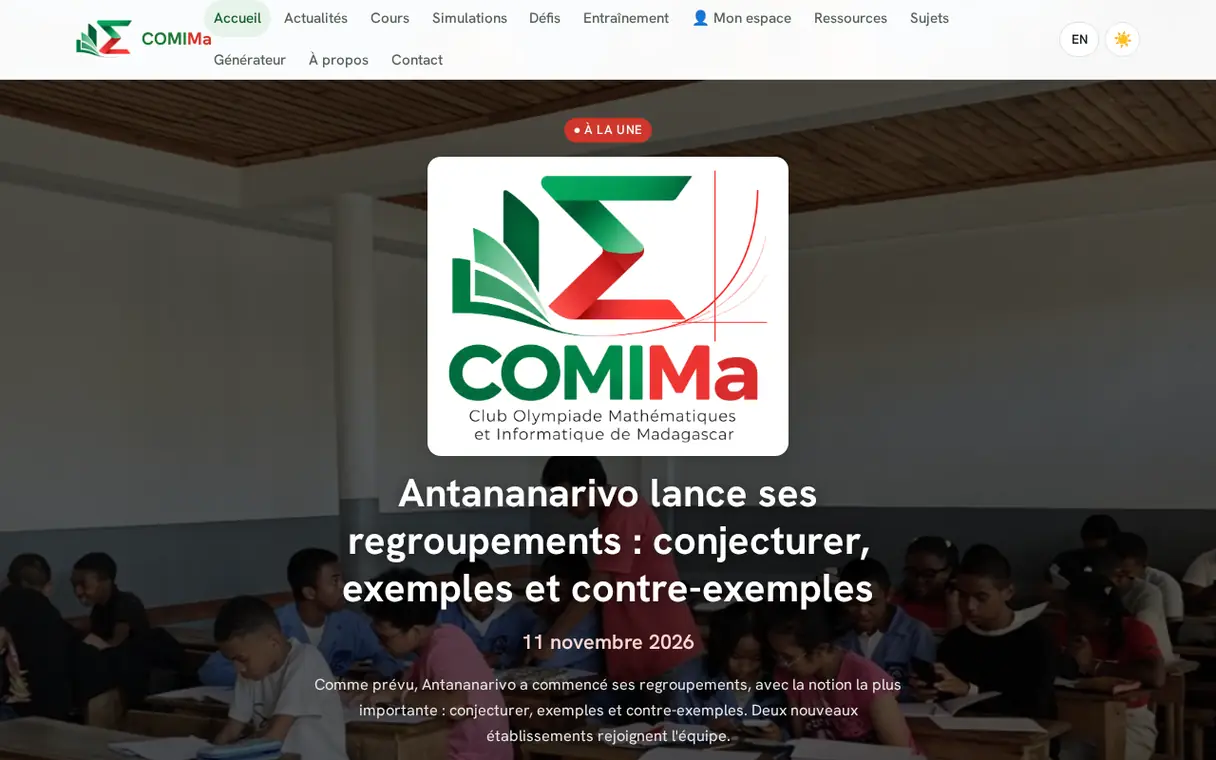 COMIMa
Accueil Actualités Cours Simulations Défis Entraînement 👤 Mon espace Ressources Sujets
Générateur À propos Contact
EN
• À LA UNE
COMIMa
Club Olympiade Mathématiques
et Informatique de Madagascar
Antananarivo lance ses
regroupements : conjecturer,
exemples et contre-exemples
11 novembre 2026
Comme prévu, Antananarivo a commencé ses regroupements, avec la notion la plus
importante : conjecturer, exemples et contre-exemples. Deux nouveaux
établissements rejoignent l'équipe.